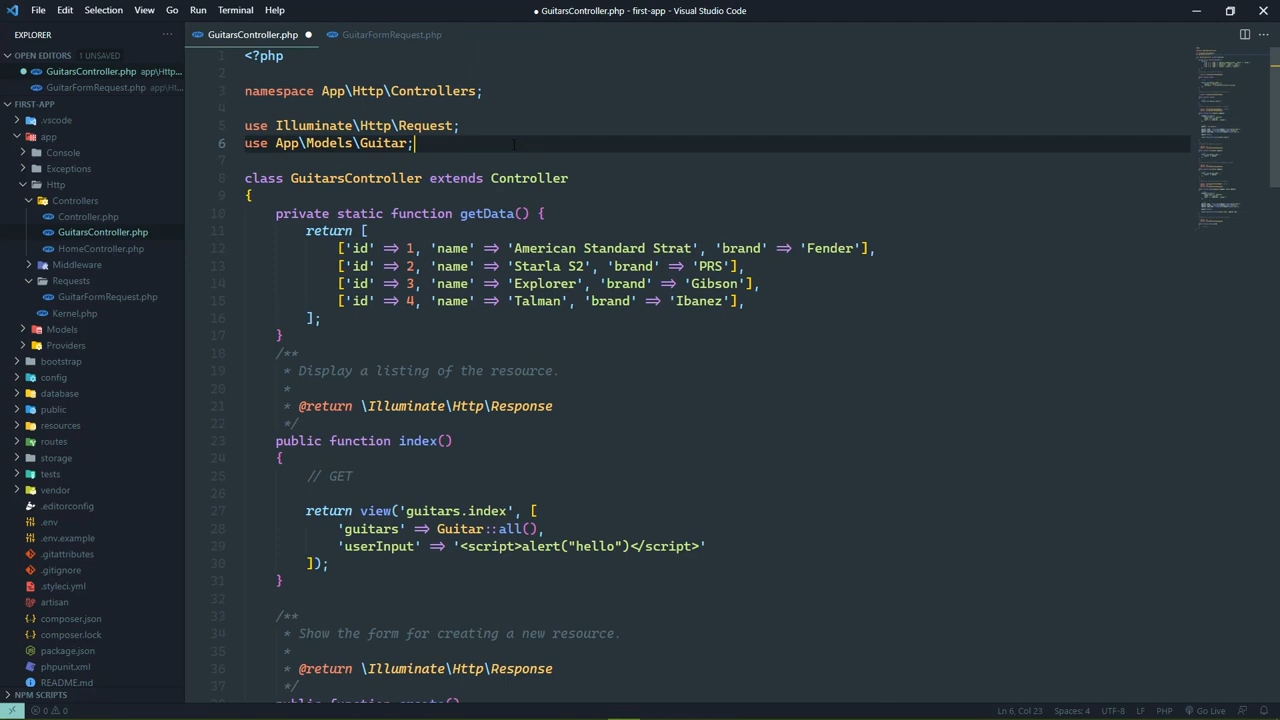 File Edit Selection View Go Run Terminal Help
● GuitarsController.php - first-app - Visual Studio Code
EXPLORER
OPEN EDITORS 1 UNSAVED
GuitarsController.php app\Http...
GuitarFormRequest.php app\Ht...
FIRST-APP
.vscode
app
Console
Exceptions
Http
Controllers
Controller.php
GuitarsController.php
HomeController.php
Middleware
Requests
GuitarFormRequest.php
Kernel.php
Models
Providers
bootstrap
config
database
public
resources
routes
storage
tests
vendor
.editorconfig
.env
.env.example
.gitattributes
.gitignore
.styleci.yml
artisan
composer.json
composer.lock
package.json
phpunit.xml
README.md
NPM SCRIPTS
GuitarsController.php GuitarFormRequest.php
1 <?php
2
3 namespace App\Http\Controllers;
4
5 use Illuminate\Http\Request;
6 use App\Models\Guitar;
7
8 class GuitarsController extends Controller
9 {
10 private static function getData() {
11 return [
12 ['id' => 1, 'name' => 'American Standard Strat', 'brand' => 'Fender'],
13 ['id' => 2, 'name' => 'Starla S2', 'brand' => 'PRS'],
14 ['id' => 3, 'name' => 'Explorer', 'brand' => 'Gibson'],
15 ['id' => 4, 'name' => 'Talman', 'brand' => 'Ibanez'],
16 ];
17 }
18 /**
19 * Display a listing of the resource.
20 *
21 * @return \Illuminate\Http\Response
22 */
23 public function index()
24 {
25 // GET
26
27 return view('guitars.index', [
28 'guitars' => Guitar::all(),
29 'userInput' => '<script>alert("hello")</script>'
30 ]);
31 }
32
33 /**
34 * Show the form for creating a new resource.
35 *
36 * @return \Illuminate\Http\Response
37 */
38 public function create()
0 0
Ln 6, Col 23 Spaces: 4 UTF-8 LF PHP Go Live